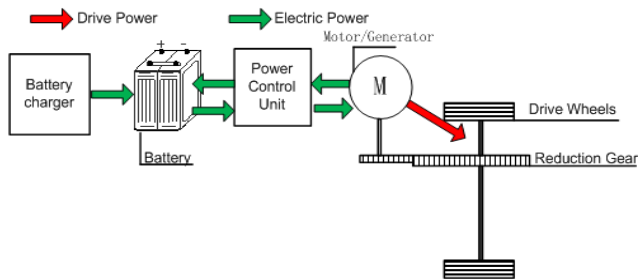 Drive Power
Electric Power
Motor/Generator
+ -
Battery
charger
Power
Control
Unit
M
Drive Wheels
Battery
Reduction Gear